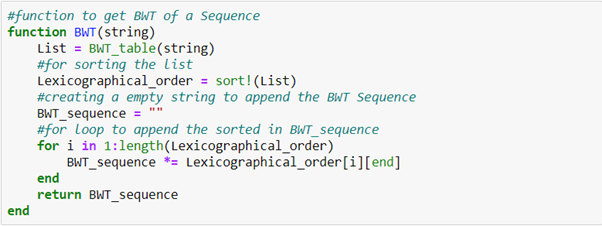 #function to get BWT of a Sequence
function BWT(string)
    List = BWT_table(string)
    #for sorting the list
    Lexicographical_order = sort!(List)
    #creating a empty string to append the BWT Sequence
    BWT_sequence = ""
    #for loop to append the sorted in BWT_sequence
    for i in 1:length(Lexicographical_order)
        BWT_sequence *= Lexicographical_order[i][end]
    end
    return BWT_sequence
end